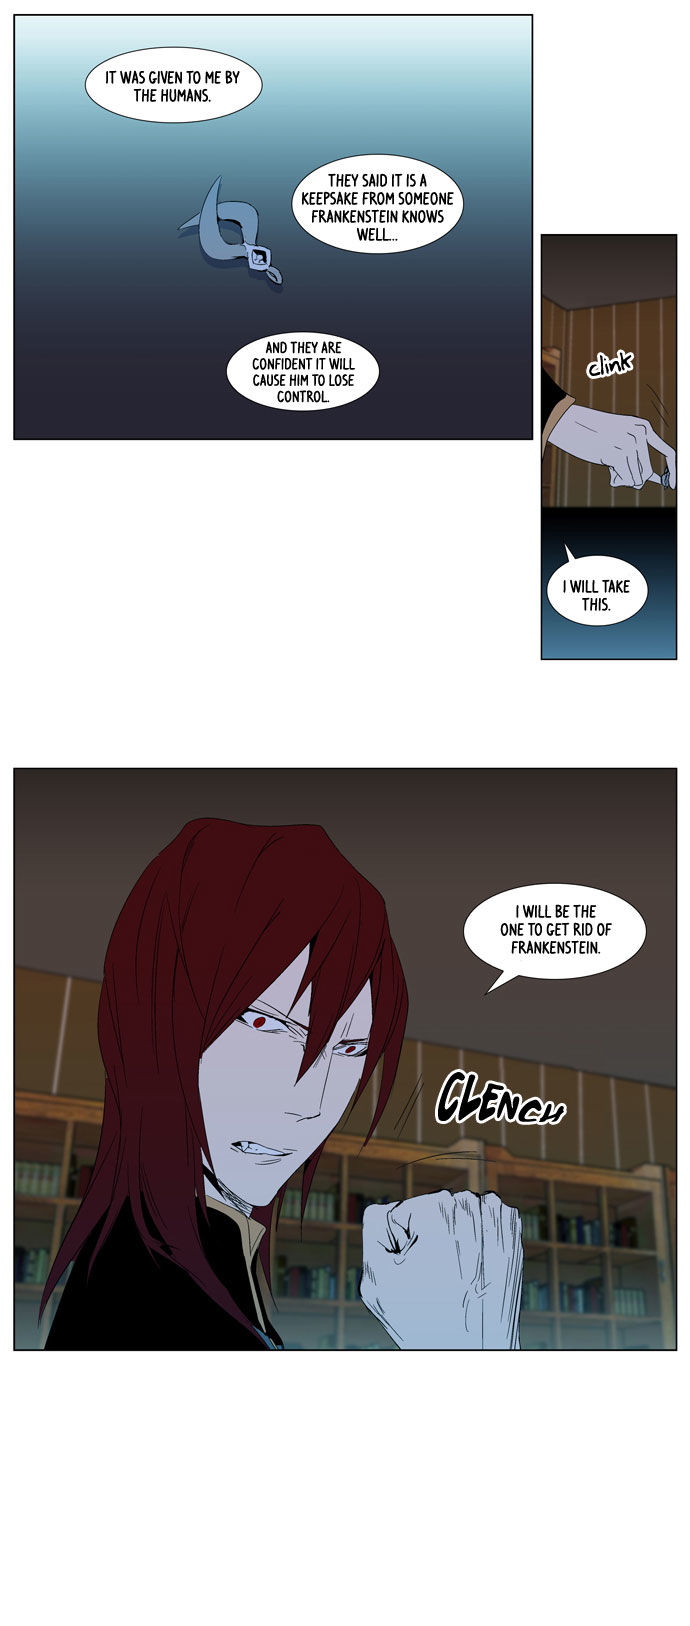 IT WAS GIVEN TO ME BY
THE HUMANS.
THEY SAID IT IS A
KEEPSAKE FROM SOMEONE
FRANKENSTEIN KNOWS
WELL...
AND THEY ARE
CONFIDENT IT WILL
CAUSE HIM TO LOSE
CONTROL.
clink
I WILL TAKE
THIS.
I WILL BE THE
ONE TO GET RID OF
FRANKENSTEIN.
CLENCH